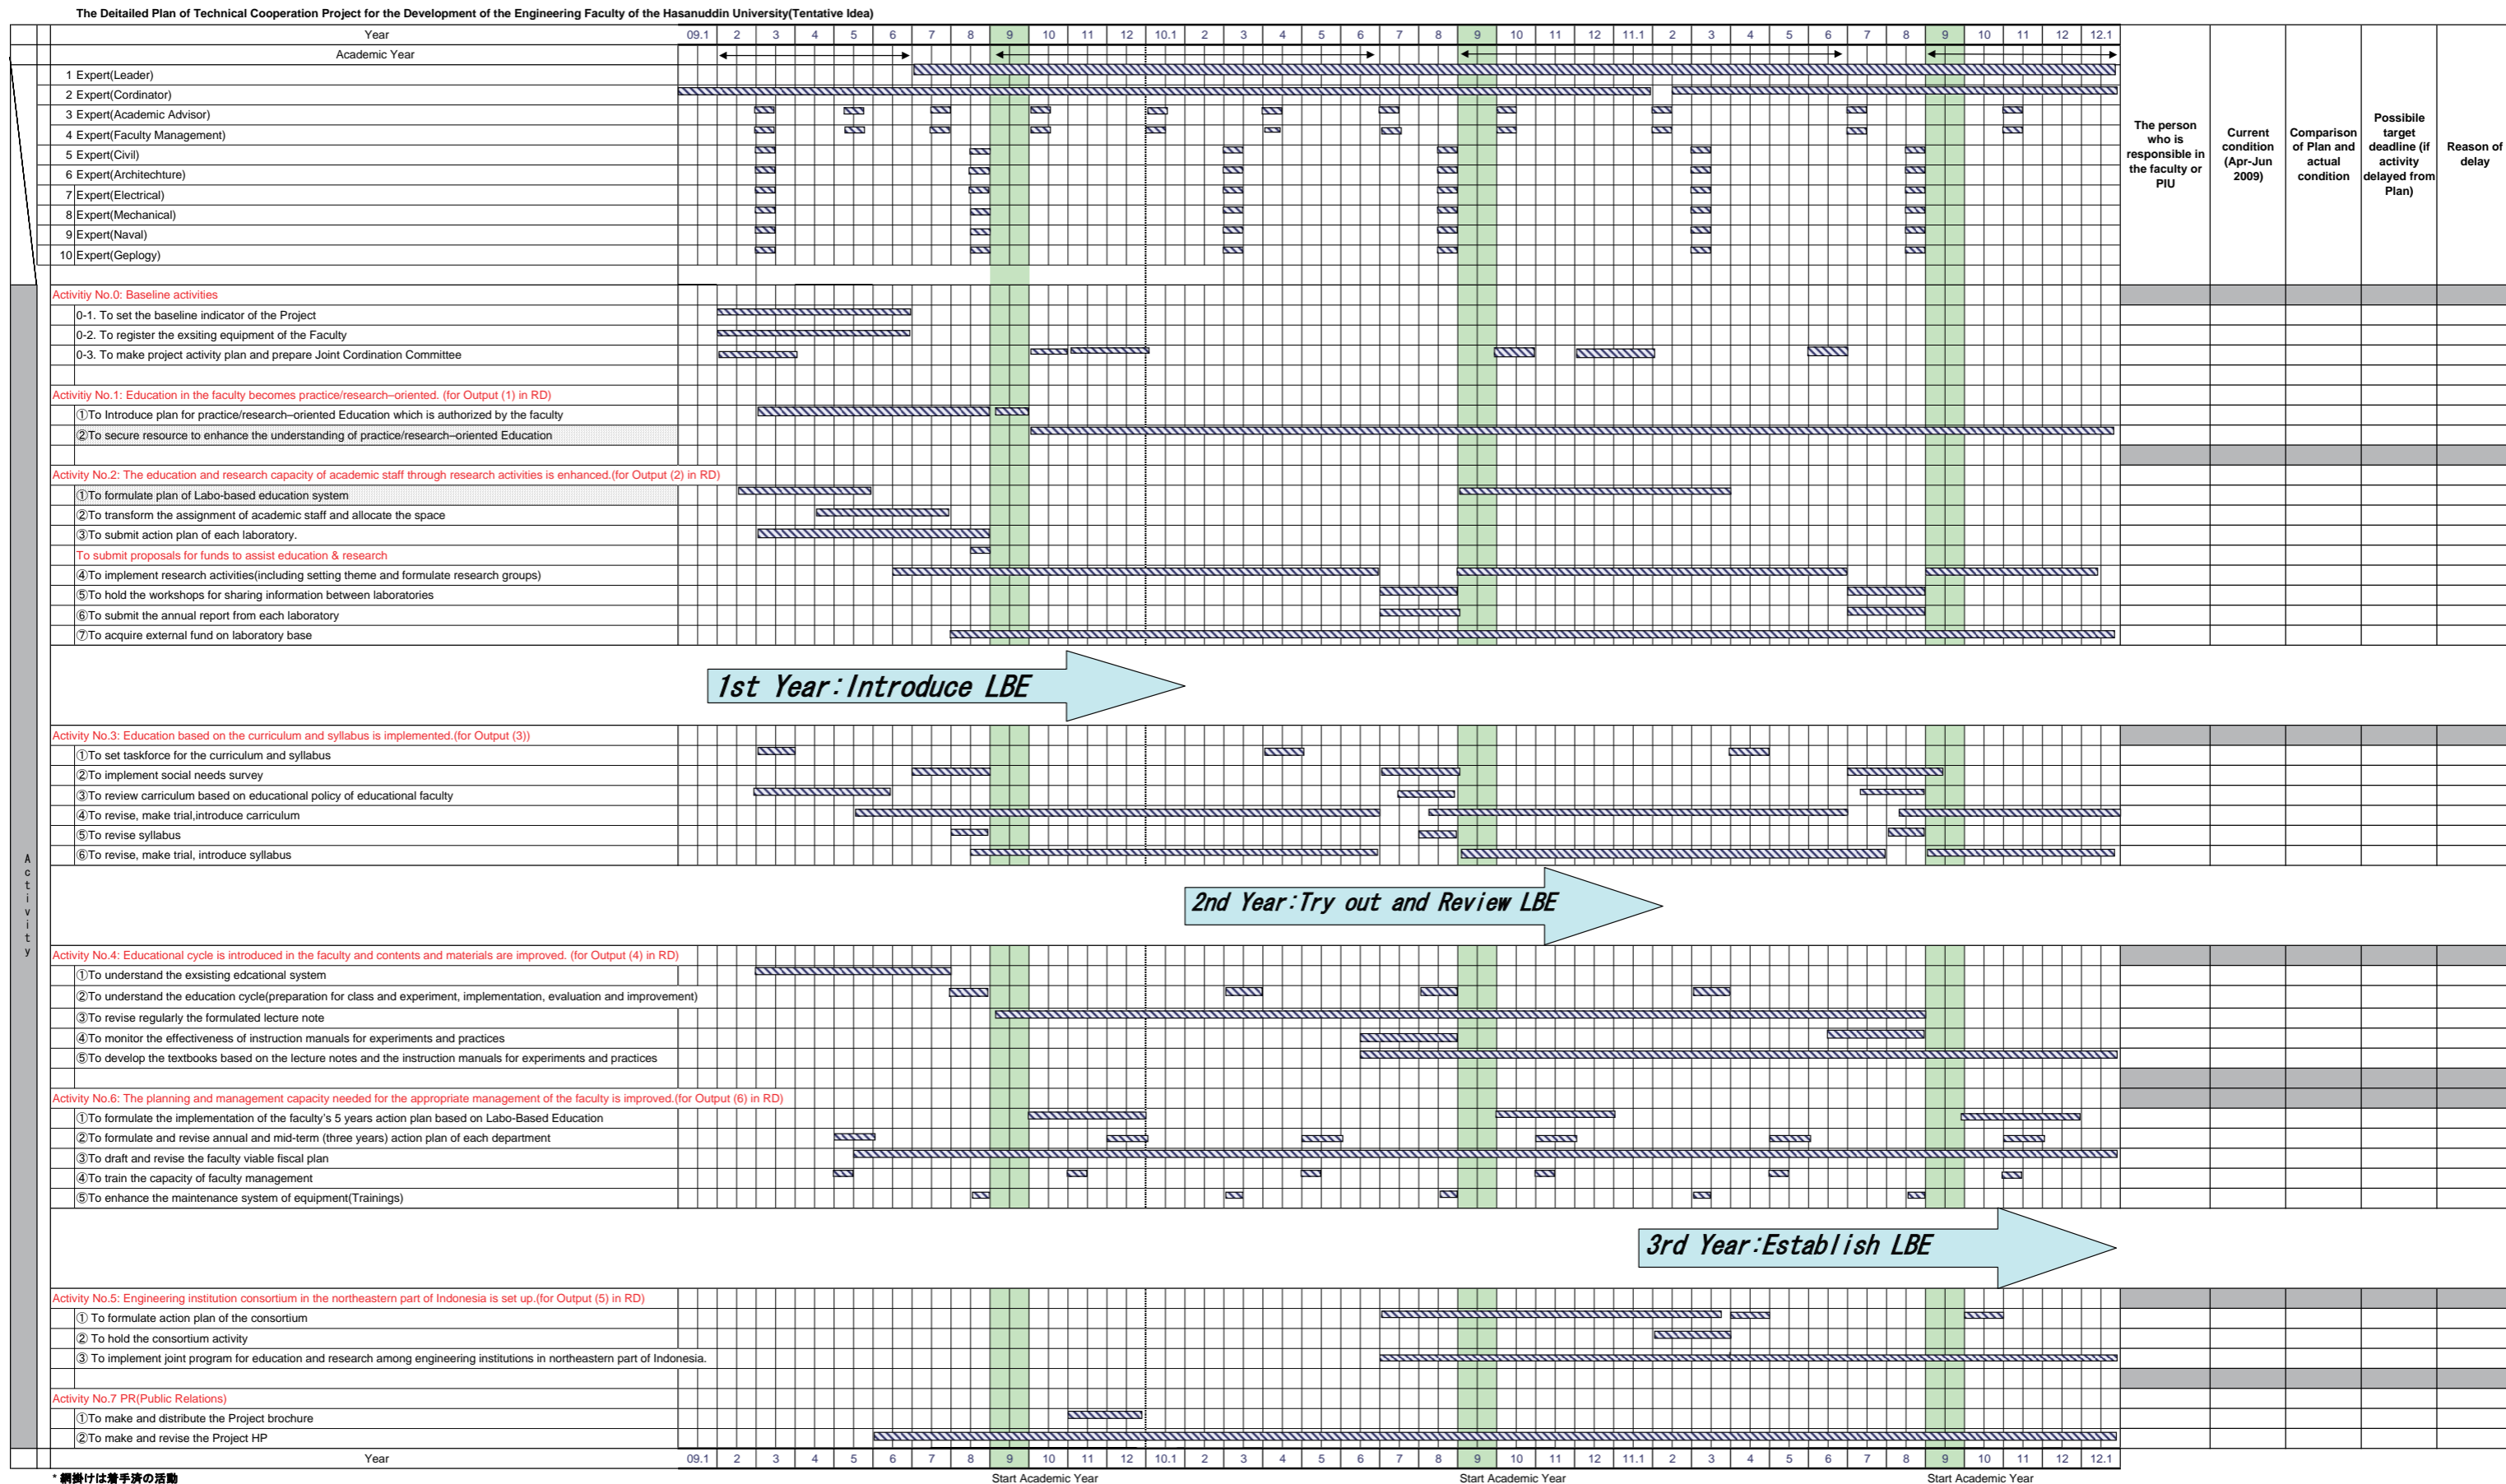 The Deitailed Plan of Technical Cooperation Project for the Development of the Engineering Faculty of the Hasanuddin University(Tentative Idea)
Year 09.1 2 3 4 5 6 7 8 9 10 11 12 10.1 2 3 4 5 6 7 8 9 10 11 12 11.1 2 3 4 5 6 7 8 9 10 11 12 12.1
Academic Year
1 Expert(Leader)
2 Expert(Cordinator)
3 Expert(Academic Advisor)
4 Expert(Faculty Management)
5 Expert(Civil)
6 Expert(Architechture)
7 Expert(Electrical)
8 Expert(Mechanical)
9 Expert(Naval)
10 Expert(Geplogy)
The person
who is
responsible in
the faculty or
PIU
Current
condition
(Apr-Jun
2009)
Comparison
of Plan and
actual
condition
Possibile
target
deadline (if
activity
delayed from
Plan)
Reason of
delay
Activity
Activitiy No.0: Baseline activities
0-1. To set the baseline indicator of the Project
0-2. To register the exsiting equipment of the Faculty
0-3. To make project activity plan and prepare Joint Cordination Committee
Activitiy No.1: Education in the faculty becomes practice/research–oriented. (for Output (1) in RD)
①To Introduce plan for practice/research–oriented Education which is authorized by the faculty
②To secure resource to enhance the understanding of practice/research–oriented Education
Activity No.2: The education and research capacity of academic staff through research activities is enhanced.(for Output (2) in RD)
①To formulate plan of Labo-based education system
②To transform the assignment of academic staff and allocate the space
③To submit action plan of each laboratory.
To submit proposals for funds to assist education & research
④To implement research activities(including setting theme and formulate research groups)
⑤To hold the workshops for sharing information between laboratories
⑥To submit the annual report from each laboratory
⑦To acquire external fund on laboratory base
1st Year:Introduce LBE
Activity No.3: Education based on the curriculum and syllabus is implemented.(for Output (3))
①To set taskforce for the curriculum and syllabus
②To implement social needs survey
③To review carriculum based on educational policy of educational faculty
④To revise, make trial,introduce carriculum
⑤To revise syllabus
⑥To revise, make trial, introduce syllabus
2nd Year:Try out and Review LBE
Activity No.4: Educational cycle is introduced in the faculty and contents and materials are improved. (for Output (4) in RD)
①To understand the exsisting edcational system
②To understand the education cycle(preparation for class and experiment, implementation, evaluation and improvement)
③To revise regularly the formulated lecture note
④To monitor the effectiveness of instruction manuals for experiments and practices
⑤To develop the textbooks based on the lecture notes and the instruction manuals for experiments and practices
Activity No.6: The planning and management capacity needed for the appropriate management of the faculty is improved.(for Output (6) in RD)
①To formulate the implementation of the faculty's 5 years action plan based on Labo-Based Education
②To formulate and revise annual and mid-term (three years) action plan of each department
③To draft and revise the faculty viable fiscal plan
④To train the capacity of faculty management
⑤To enhance the maintenance system of equipment(Trainings)
3rd Year:Establish LBE
Activity No.5: Engineering institution consortium in the northeastern part of Indonesia is set up.(for Output (5) in RD)
① To formulate action plan of the consortium
② To hold the consortium activity
③ To implement joint program for education and research among engineering institutions in northeastern part of Indonesia.
Activity No.7 PR(Public Relations)
①To make and distribute the Project brochure
②To make and revise the Project HP
Year 09.1 2 3 4 5 6 7 8 9 10 11 12 10.1 2 3 4 5 6 7 8 9 10 11 12 11.1 2 3 4 5 6 7 8 9 10 11 12 12.1
* 網掛けは着手済の活動
Start Academic Year Start Academic Year Start Academic Year